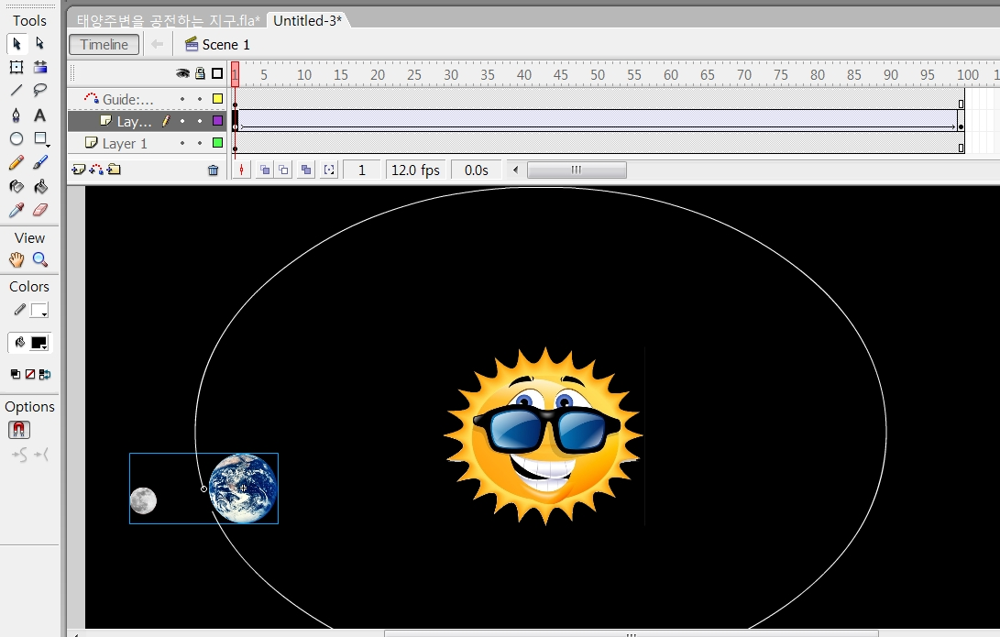 Tools
태양주변을 공전하는 지구.fla* Untitled-3*
Timeline Scene 1
1 5 10 15 20 25 30 35 40 45 50 55 60 65 70 75 80 85 90 95 100 1
Guide:...
Lay...
Layer 1
1 12.0 fps 0.0s
View
Colors
Options